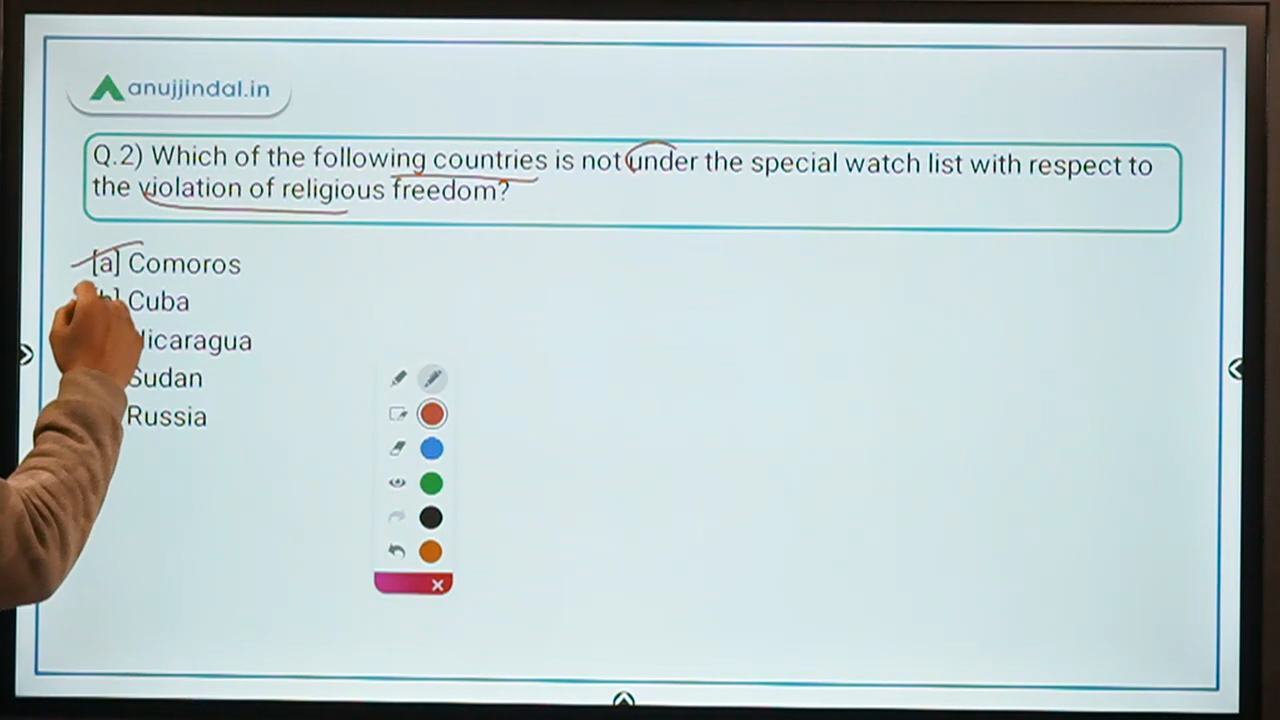 anujjindal.in
Q.2) Which of the following countries is not under the special watch list with respect to
the violation of religious freedom?
[a] Comoros
Cuba
Nicaragua
Sudan
Russia